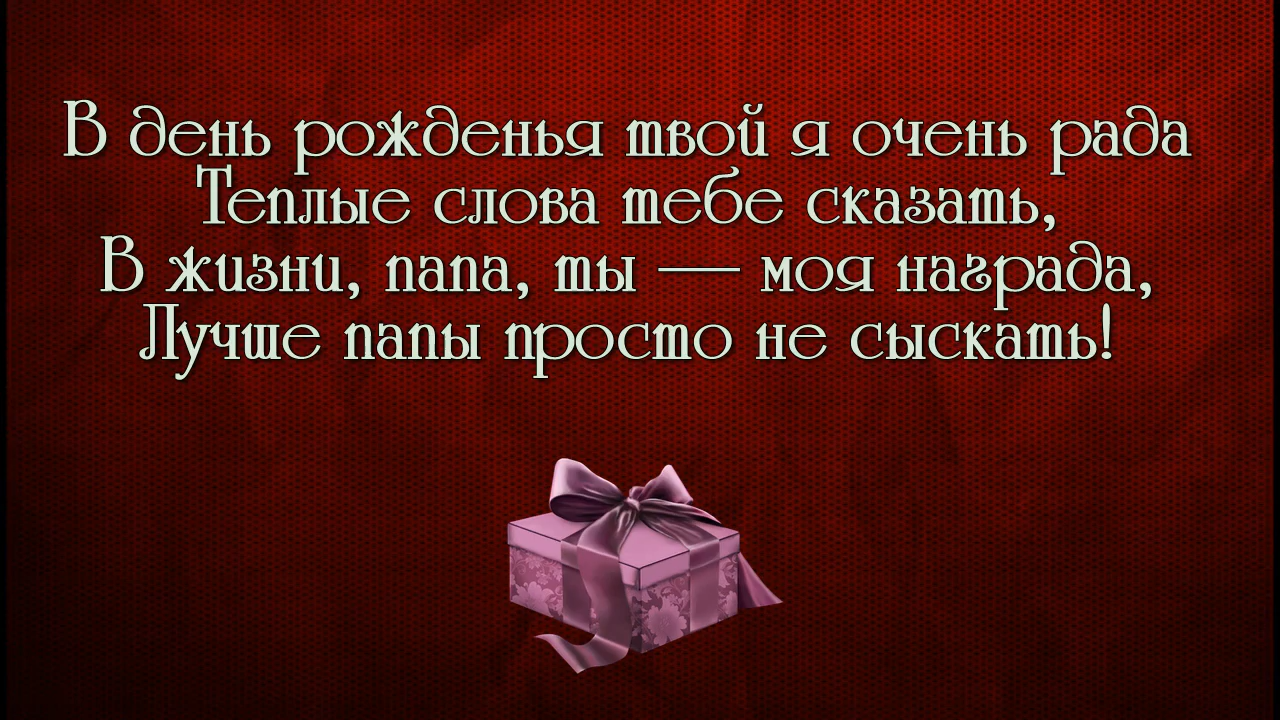 В день рожденья твой я очень рада
Теплые слова тебе сказать,
В жизни, папа, ты — моя награда,
Лучше папы просто не сыскать!